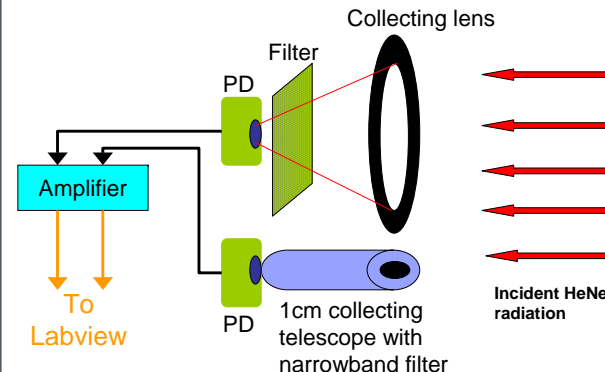 Collecting lens
Filter
PD
Amplifier
To
Labview
PD
1cm collecting
telescope with
narrowband filter
Incident HeNe
radiation